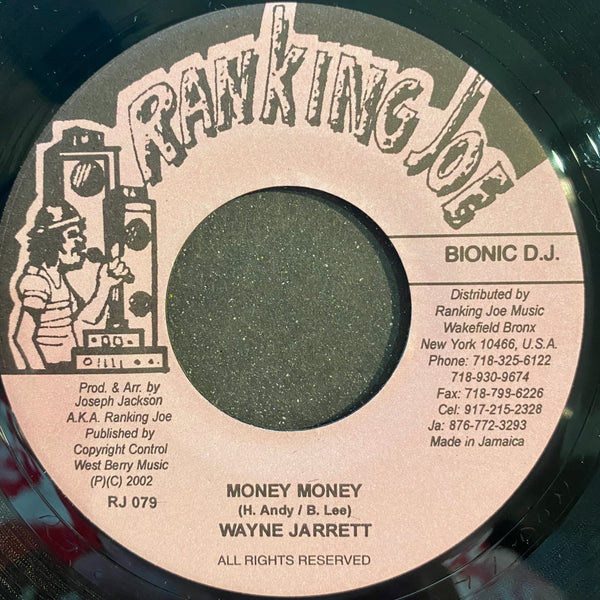 RANKING JOE
BIONIC D.J.
Distributed by
Ranking Joe Music
Wakefield Bronx
New York 10466, U.S.A.
Phone: 718-325-6122
718-930-9674
Fax: 718-793-6226
Cel: 917-215-2328
Ja: 876-772-3293
Made in Jamaica
Prod. & Arr. by
Joseph Jackson
A.K.A. Ranking Joe
Published by
Copyright Control
West Berry Music
(P)(C) 2002
RJ 079
MONEY MONEY
(H. Andy / B. Lee)
WAYNE JARRETT
ALL RIGHTS RESERVED